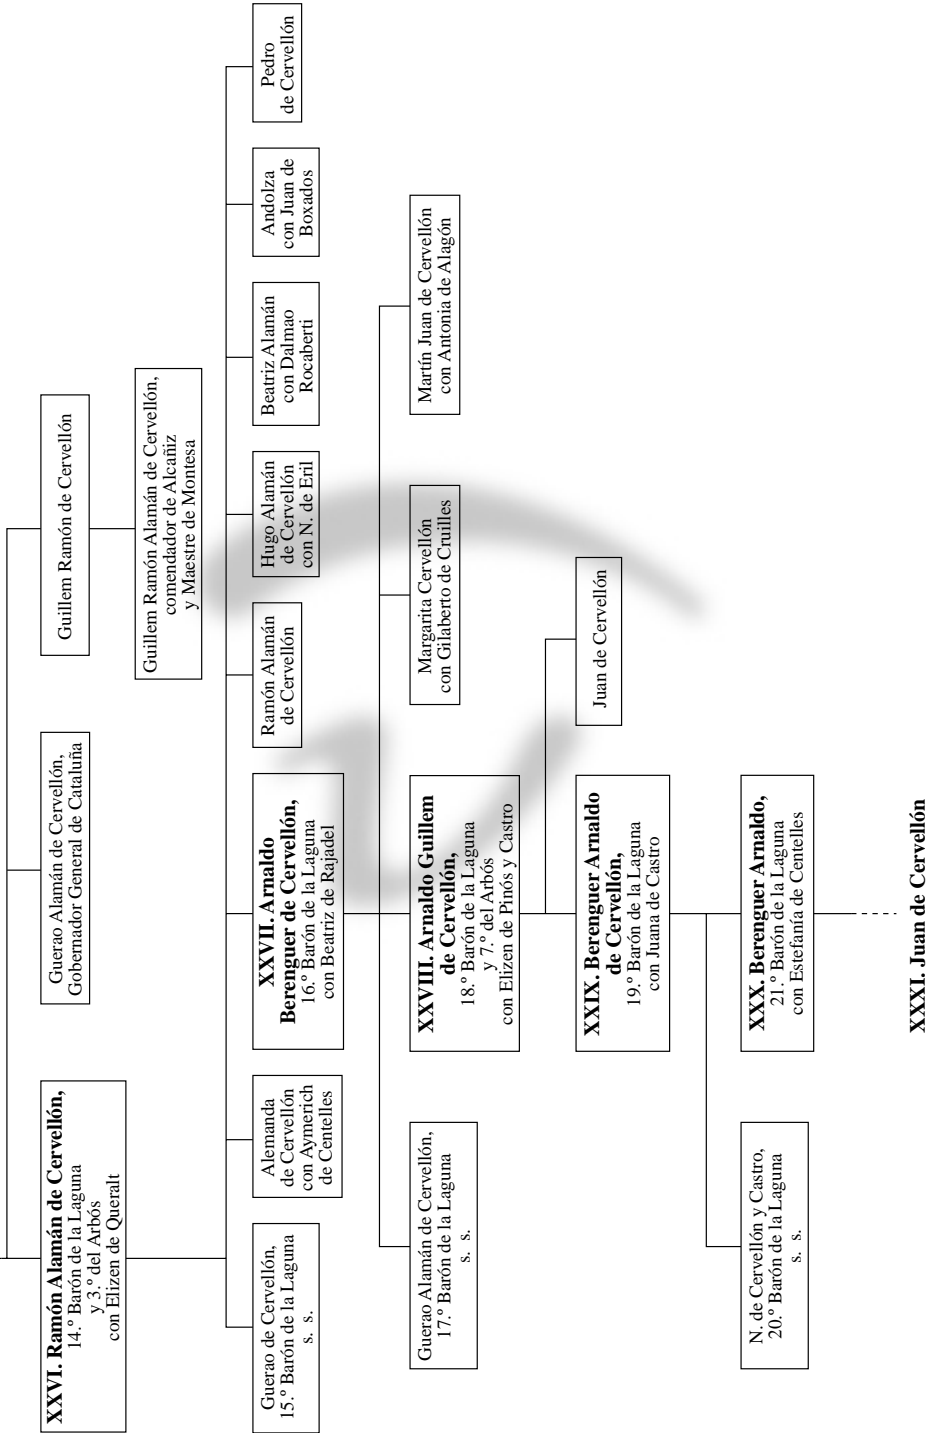 XXVI. Ramón Alamán de Cervellón,
14.º Barón de la Laguna
y 3.º del Arbós
con Elizen de Queralt
Guerao Alamán de Cervellón,
Gobernador General de Cataluña
Guillem Ramón de Cervellón
Guillem Ramón Alamán de Cervellón,
comendador de Alcañiz
y Maestre de Montesa
Guerao de Cervellón,
15.º Barón de la Laguna
s. s.
Alemanda
de Cervellón
con Aymerich
de Centelles
XXVII. Arnaldo
Berenguer de Cervellón,
16.º Barón de la Laguna
con Beatriz de Rajadel
Ramón Alamán
de Cervellón
Hugo Alamán
de Cervellón
con N. de Eril
Beatriz Alamán
con Dalmao
Rocaberti
Andolza
con Juan de
Boxados
Pedro
de Cervellón
Guerao Alamán de Cervellón,
17.º Barón de la Laguna
s. s.
XXVIII. Arnaldo Guillem
de Cervellón,
18.º Barón de la Laguna
y 7.º del Arbós
con Elizen de Pinós y Castro
Margarita Cervellón
con Gilaberto de Cruilles
Martín Juan de Cervellón
con Antonia de Alagón
XXIX. Berenguer Arnaldo
de Cervellón,
19.º Barón de la Laguna
con Juana de Castro
Juan de Cervellón
N. de Cervellón y Castro,
20.º Barón de la Laguna
s. s.
XXX. Berenguer Arnaldo,
21.º Barón de la Laguna
con Estefanía de Centelles
XXXI. Juan de Cervellón